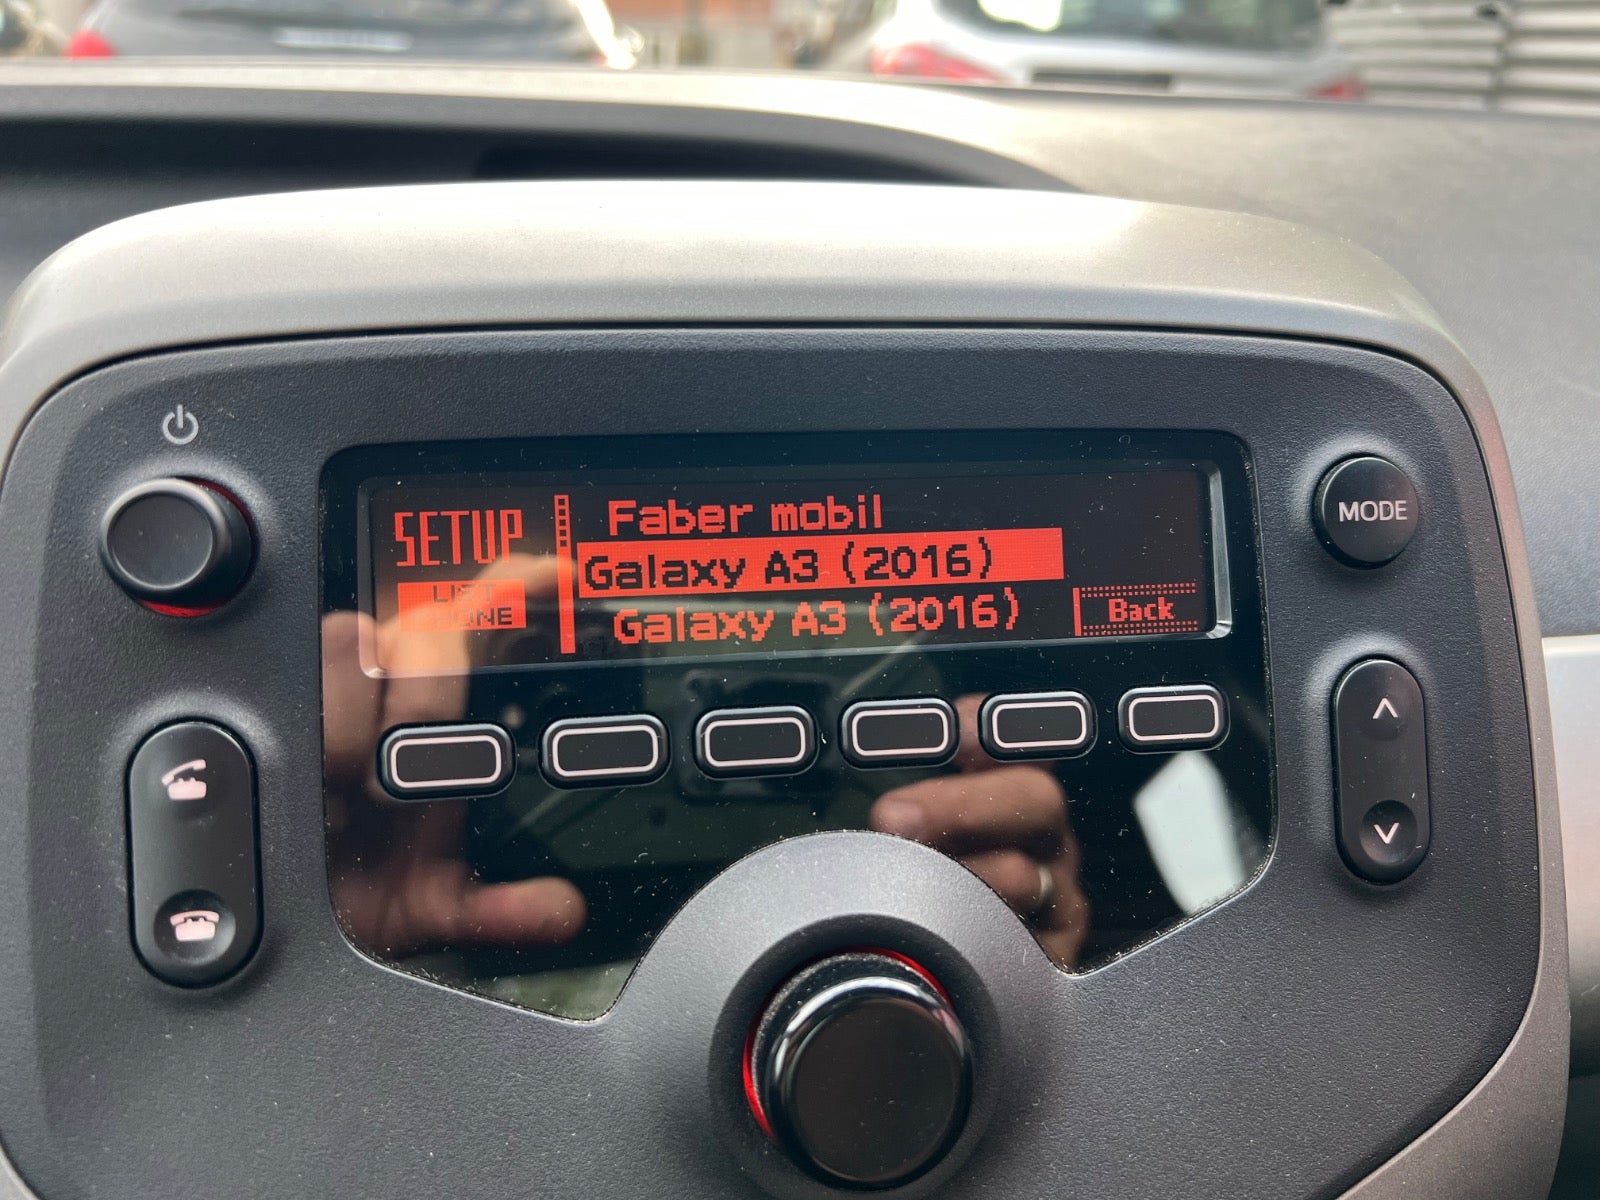 SETUP
LIST
PHONE
Faber mobil
Galaxy A3 (2016)
Galaxy A3 (2016)
Back
MODE